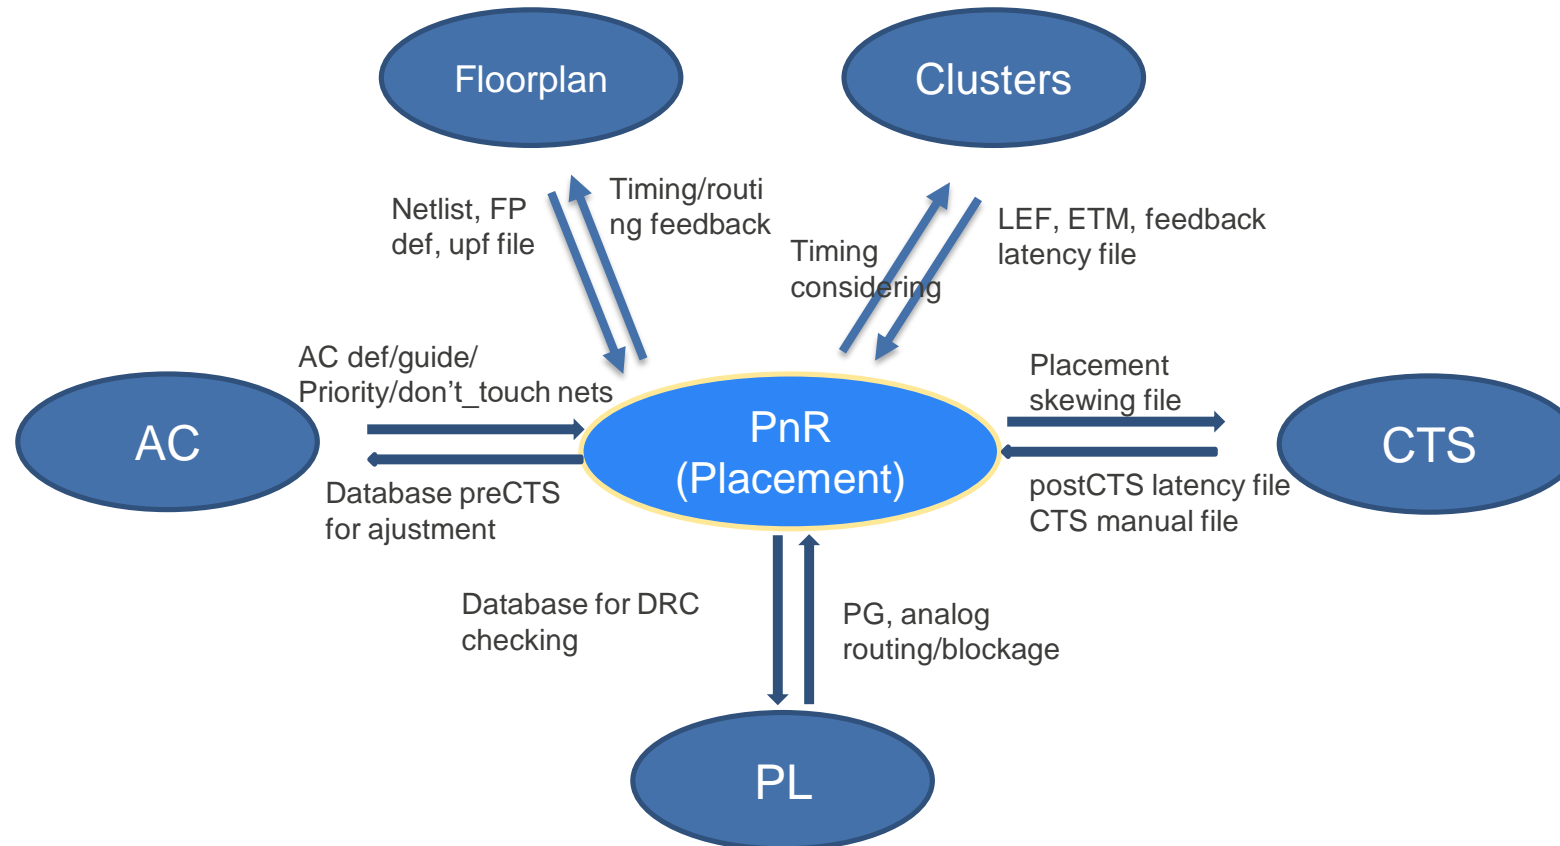 Floorplan
Clusters
Netlist, FP
def, upf file
Timing/routi
ng feedback
Timing
considering
LEF, ETM, feedback
latency file
AC def/guide/
Priority/don’t_touch nets
AC
Database preCTS
for ajustment
PnR
(Placement)
Placement
skewing file
CTS
postCTS latency file
CTS manual file
Database for DRC
checking
PG, analog
routing/blockage
PL